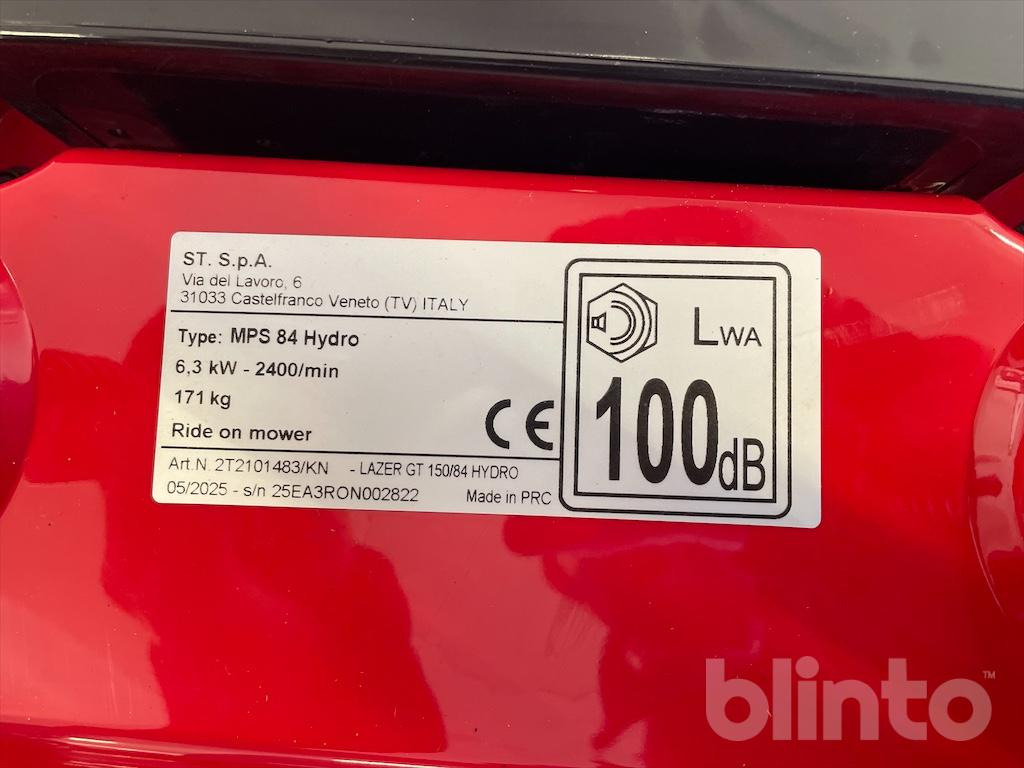 ST. S.p.A.
Via del Lavoro, 6
31033 Castelfranco Veneto (TV) ITALY
Type: MPS 84 Hydro
6,3 kW - 2400/min
171 kg
Ride on mower
CE
Art.N. 2T2101483/KN - LAZER GT 150/84 HYDRO
05/2025 - s/n 25EA3RON002822 Made in PRC
LWA
100dB
blinto™